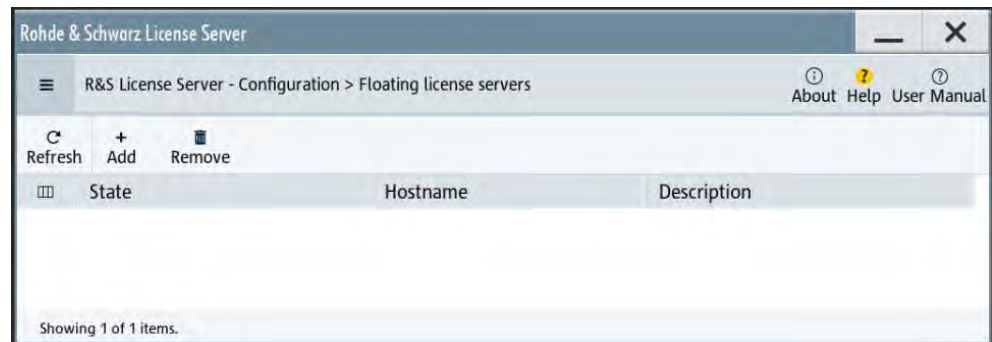 Rohde & Schwarz License Server
R&S License Server - Configuration > Floating license servers
About Help User Manual
Refresh Add Remove
State Hostname Description
Showing 1 of 1 items.